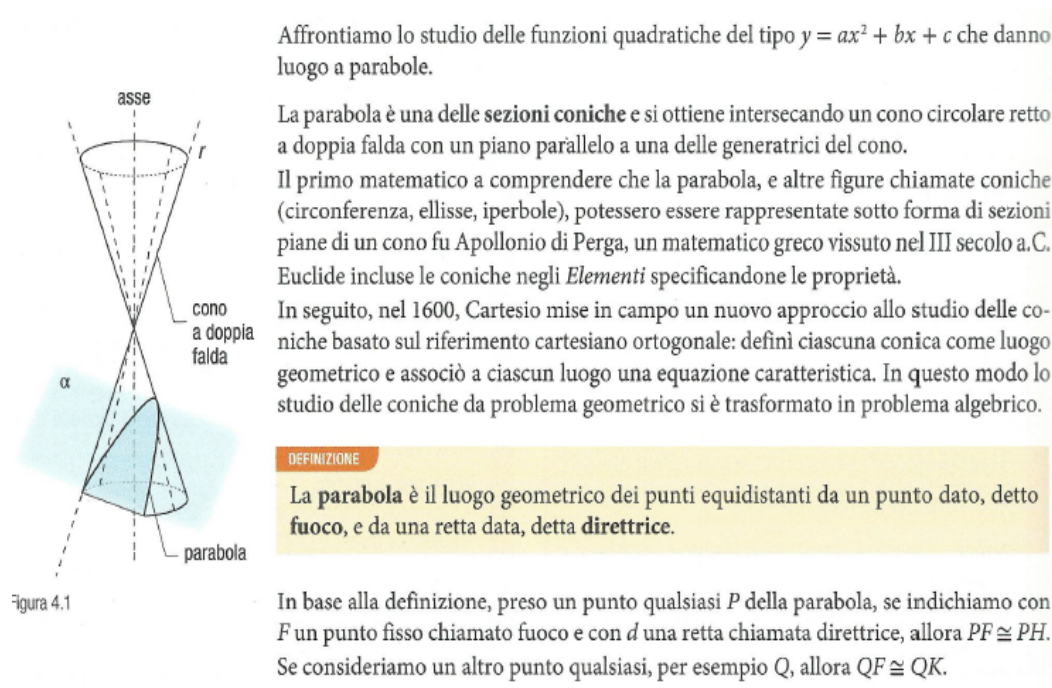 Affrontiamo lo studio delle funzioni quadratiche del tipo y = ax² + bx + c che danno
luogo a parabole.
asse
La parabola è una delle sezioni coniche e si ottiene intersecando un cono circolare retto
a doppia falda con un piano parallelo a una delle generatrici del cono.
r
Il primo matematico a comprendere che la parabola, e altre figure chiamate coniche
(circonferenza, ellisse, iperbole), potessero essere rappresentate sotto forma di sezioni
piane di un cono fu Apollonio di Perga, un matematico greco vissuto nel III secolo a.C.
Euclide incluse le coniche negli Elementi specificandone le proprietà.
cono
a doppia
falda
In seguito, nel 1600, Cartesio mise in campo un nuovo approccio allo studio delle co-
niche basato sul riferimento cartesiano ortogonale: definì ciascuna conica come luogo
geometrico e associò a ciascun luogo una equazione caratteristica. In questo modo lo
studio delle coniche da problema geometrico si è trasformato in problema algebrico.
α
DEFINIZIONE
La parabola è il luogo geometrico dei punti equidistanti da un punto dato, detto
fuoco, e da una retta data, detta direttrice.
parabola
Figura 4.1
In base alla definizione, preso un punto qualsiasi P della parabola, se indichiamo con
F un punto fisso chiamato fuoco e con d una retta chiamata direttrice, allora PF ≅ PH.
Se consideriamo un altro punto qualsiasi, per esempio Q, allora QF ≅ QK.